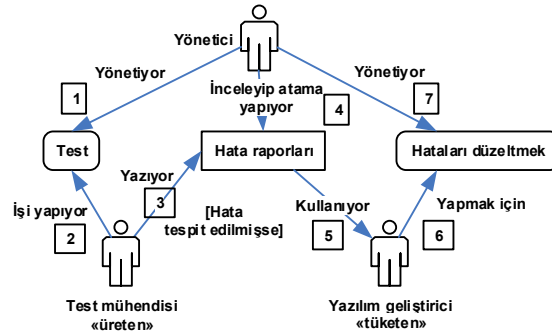 Yönetici
Yönetiyor
İnceleyip atama
yapıyor
Yönetiyor
1
4
7
Test
Hata raporları
Hataları düzeltmek
İşi yapıyor
2
Yazıyor
3
[Hata
tespit edilmişse]
Kullanıyor
5
Yapmak için
6
Test mühendisi
«üreten»
Yazılım geliştirici
«tüketen»